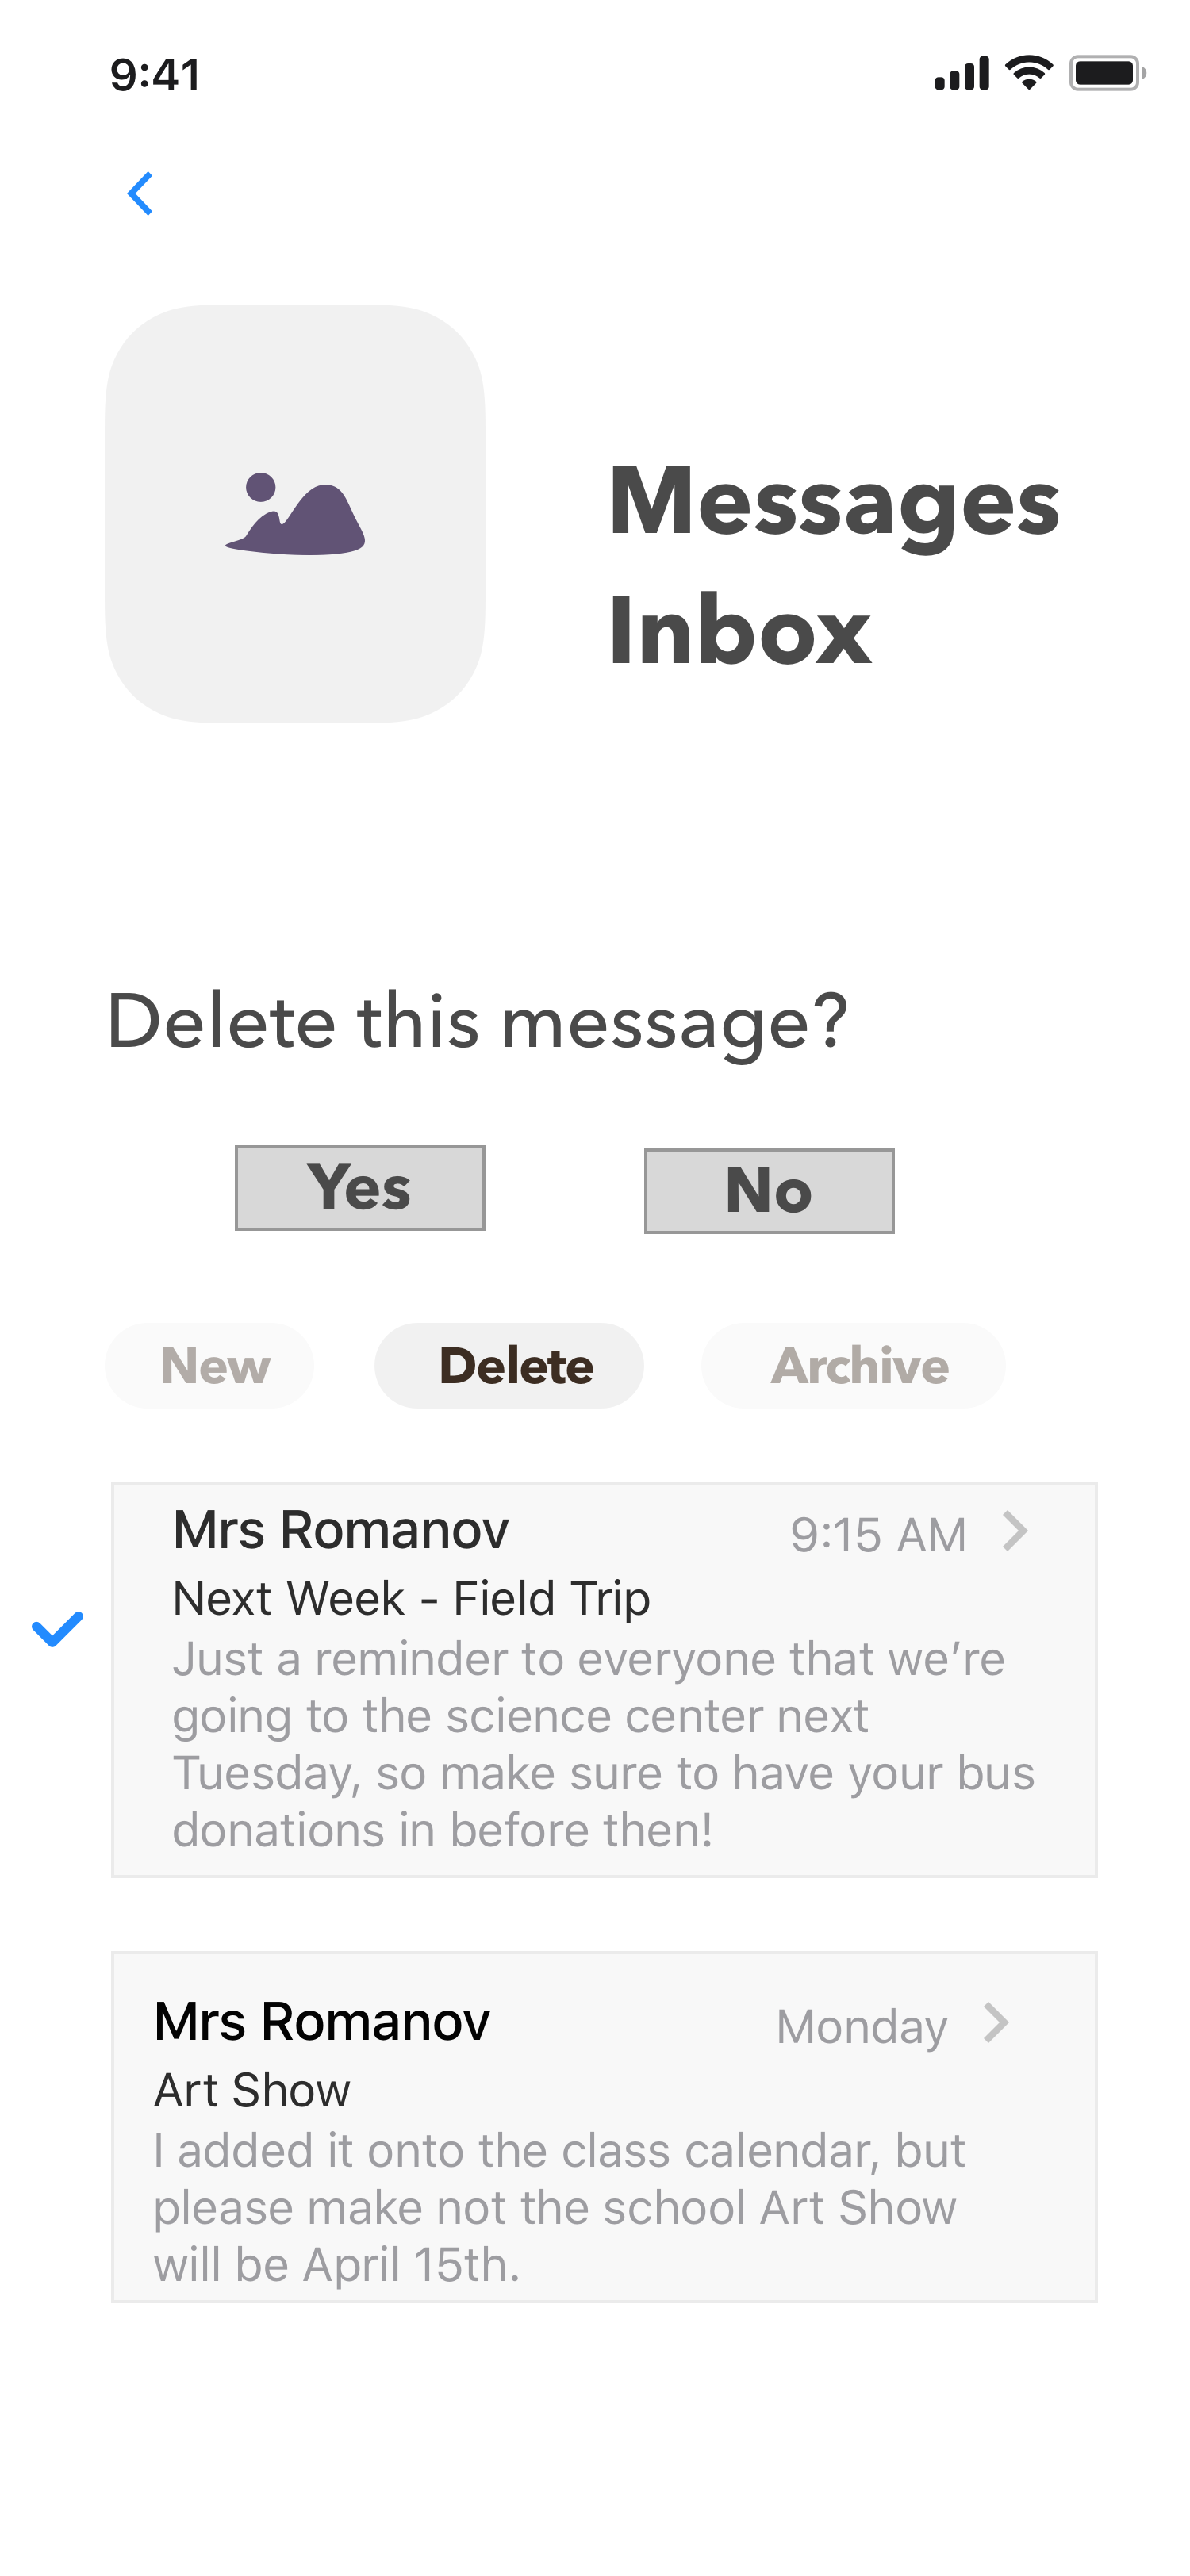 9:41
Messages
Inbox
Delete this message?
Yes
No
New
Delete
Archive
Mrs Romanov
9:15 AM
Next Week - Field Trip
Just a reminder to everyone that we’re
going to the science center next
Tuesday, so make sure to have your bus
donations in before then!
Mrs Romanov
Monday
Art Show
I added it onto the class calendar, but
please make not the school Art Show
will be April 15th.